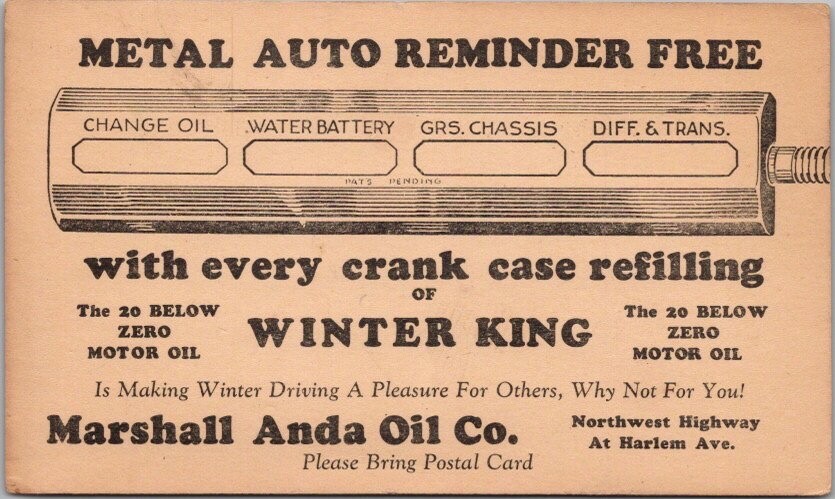 METAL AUTO REMINDER FREE
CHANGE OIL WATER BATTERY GRS. CHASSIS DIFF. & TRANS.
PAT'S PENDING
with every crank case refilling
OF
The 20 BELOW
ZERO
MOTOR OIL
WINTER KING
The 20 BELOW
ZERO
MOTOR OIL
Is Making Winter Driving A Pleasure For Others, Why Not For You!
Marshall Anda Oil Co.
Northwest Highway
At Harlem Ave.
Please Bring Postal Card